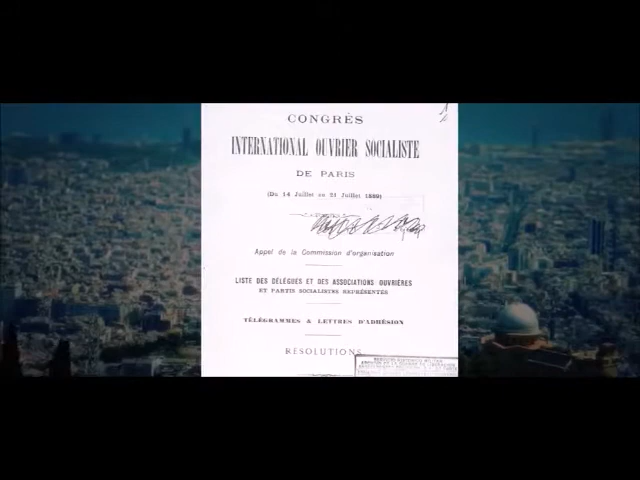 CONGRÈS
INTERNATIONAL OUVRIER SOCIALISTE
DE PARIS
(Du 14 Juillet au 21 Juillet 1889)
Appel de la Commission d'organisation
LISTE DES DÉLÉGUÉS ET DES ASSOCIATIONS OUVRIÈRES
ET PARTIS SOCIALISTES REPRÉSENTÉS
TÉLÉGRAMMES & LETTRES D'ADHÉSION
RÉSOLUTIONS